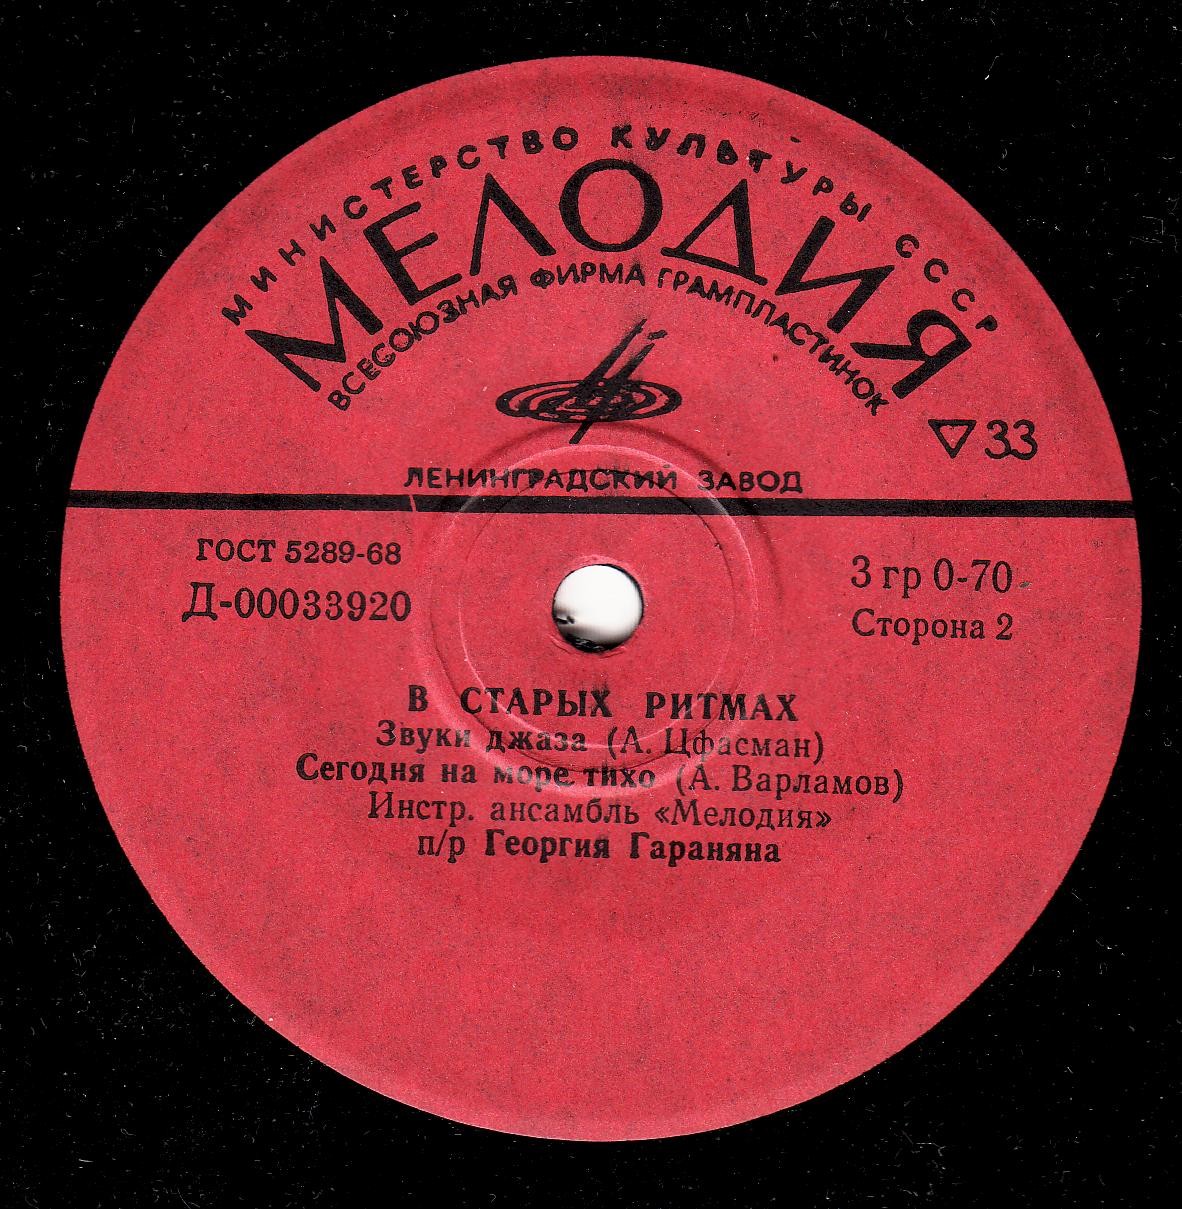 МИНИСТЕРСТВО КУЛЬТУРЫ СССР
МЕЛОДИЯ
ВСЕСОЮЗНАЯ ФИРМА ГРАМПЛАСТИНОК
▽33
ЛЕНИНГРАДСКИЙ ЗАВОД
ГОСТ 5289-68
Д-00033920
3 гр 0-70
Сторона 2
В СТАРЫХ РИТМАХ
Звуки джаза (А. Цфасман)
Сегодня на море тихо (А. Варламов)
Инстр. ансамбль «Мелодия»
п/р Георгия Гараняна